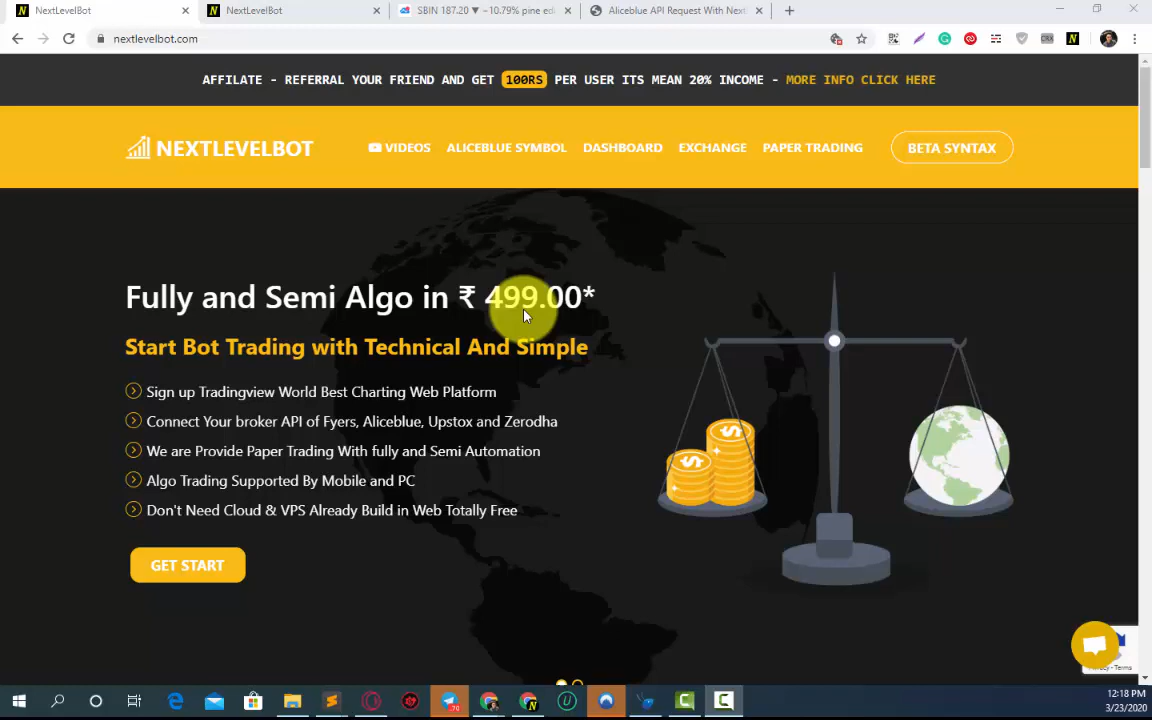 NextLevelBot
NextLevelBot
SBIN 187.20 ▼ −10.79% pine ed
Aliceblue API Request With Next
nextlevelbot.com
AFFILATE - REFERRAL YOUR FRIEND AND GET 100RS PER USER ITS MEAN 20% INCOME - MORE INFO CLICK HERE
NEXTLEVELBOT
VIDEOS
ALICEBLUE SYMBOL
DASHBOARD
EXCHANGE
PAPER TRADING
BETA SYNTAX
Fully and Semi Algo in ₹ 499.00*
Start Bot Trading with Technical And Simple
Sign up Tradingview World Best Charting Web Platform
Connect Your broker API of Fyers, Aliceblue, Upstox and Zerodha
We are Provide Paper Trading With fully and Semi Automation
Algo Trading Supported By Mobile and PC
Don't Need Cloud & VPS Already Build in Web Totally Free
GET START
- Terms
12:18 PM
3/23/2020